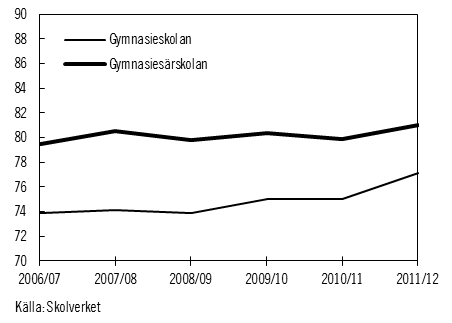 90
88
86
84
82
80
78
76
74
72
70
Gymnasieskolan
Gymnasiesärskolan
2006/07 2007/08 2008/09 2009/10 2010/11 2011/12
Källa: Skolverket